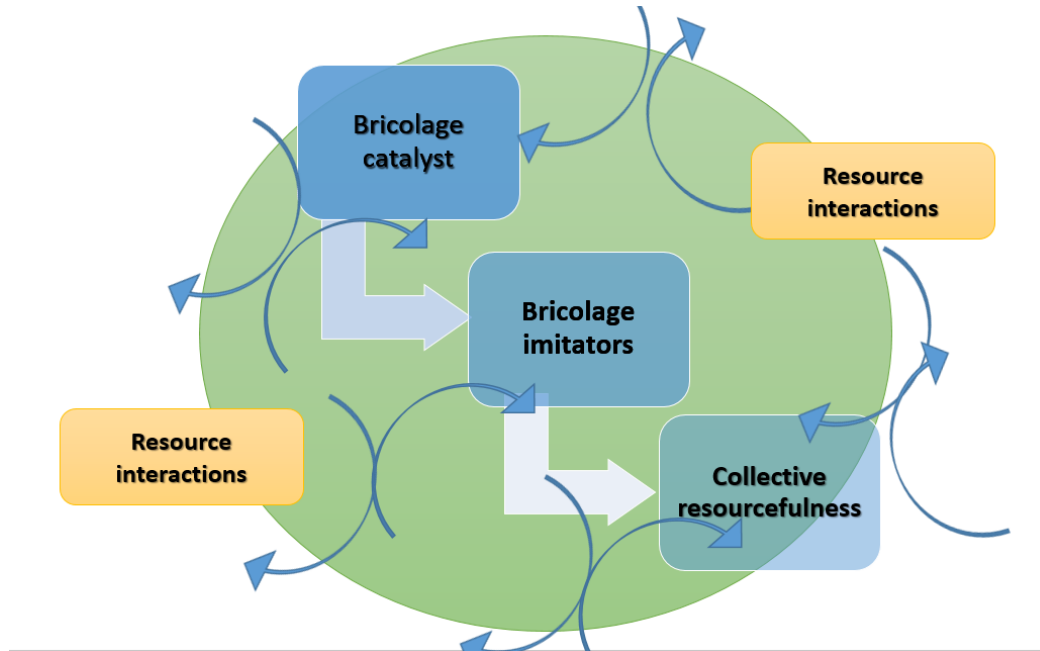 Bricolage
catalyst
Resource
interactions
Bricolage
imitators
Resource
interactions
Collective
resourcefulness